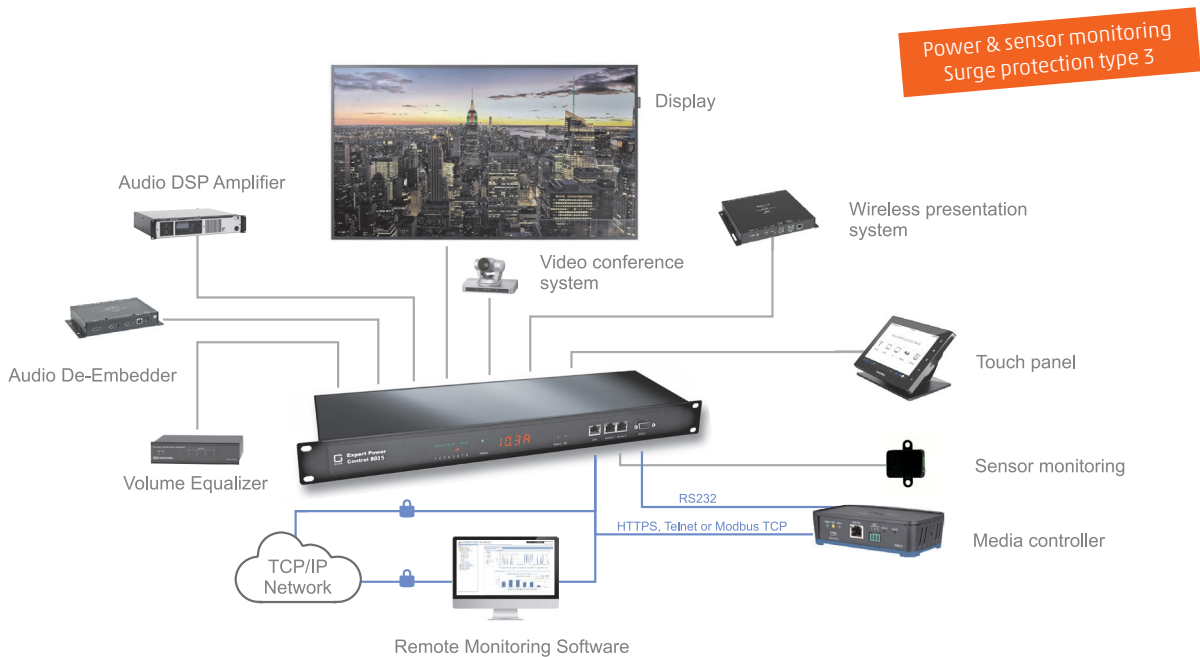 Power & sensor monitoring
Surge protection type 3
Display
Audio DSP Amplifier
Wireless presentation
system
Video conference
system
Audio De-Embedder
Touch panel
Expert Power
Control 8035
10.3A
Volume Equalizer
Sensor monitoring
RS232
HTTPS, Telnet or Modbus TCP
Media controller
TCP/IP
Network
Remote Monitoring Software